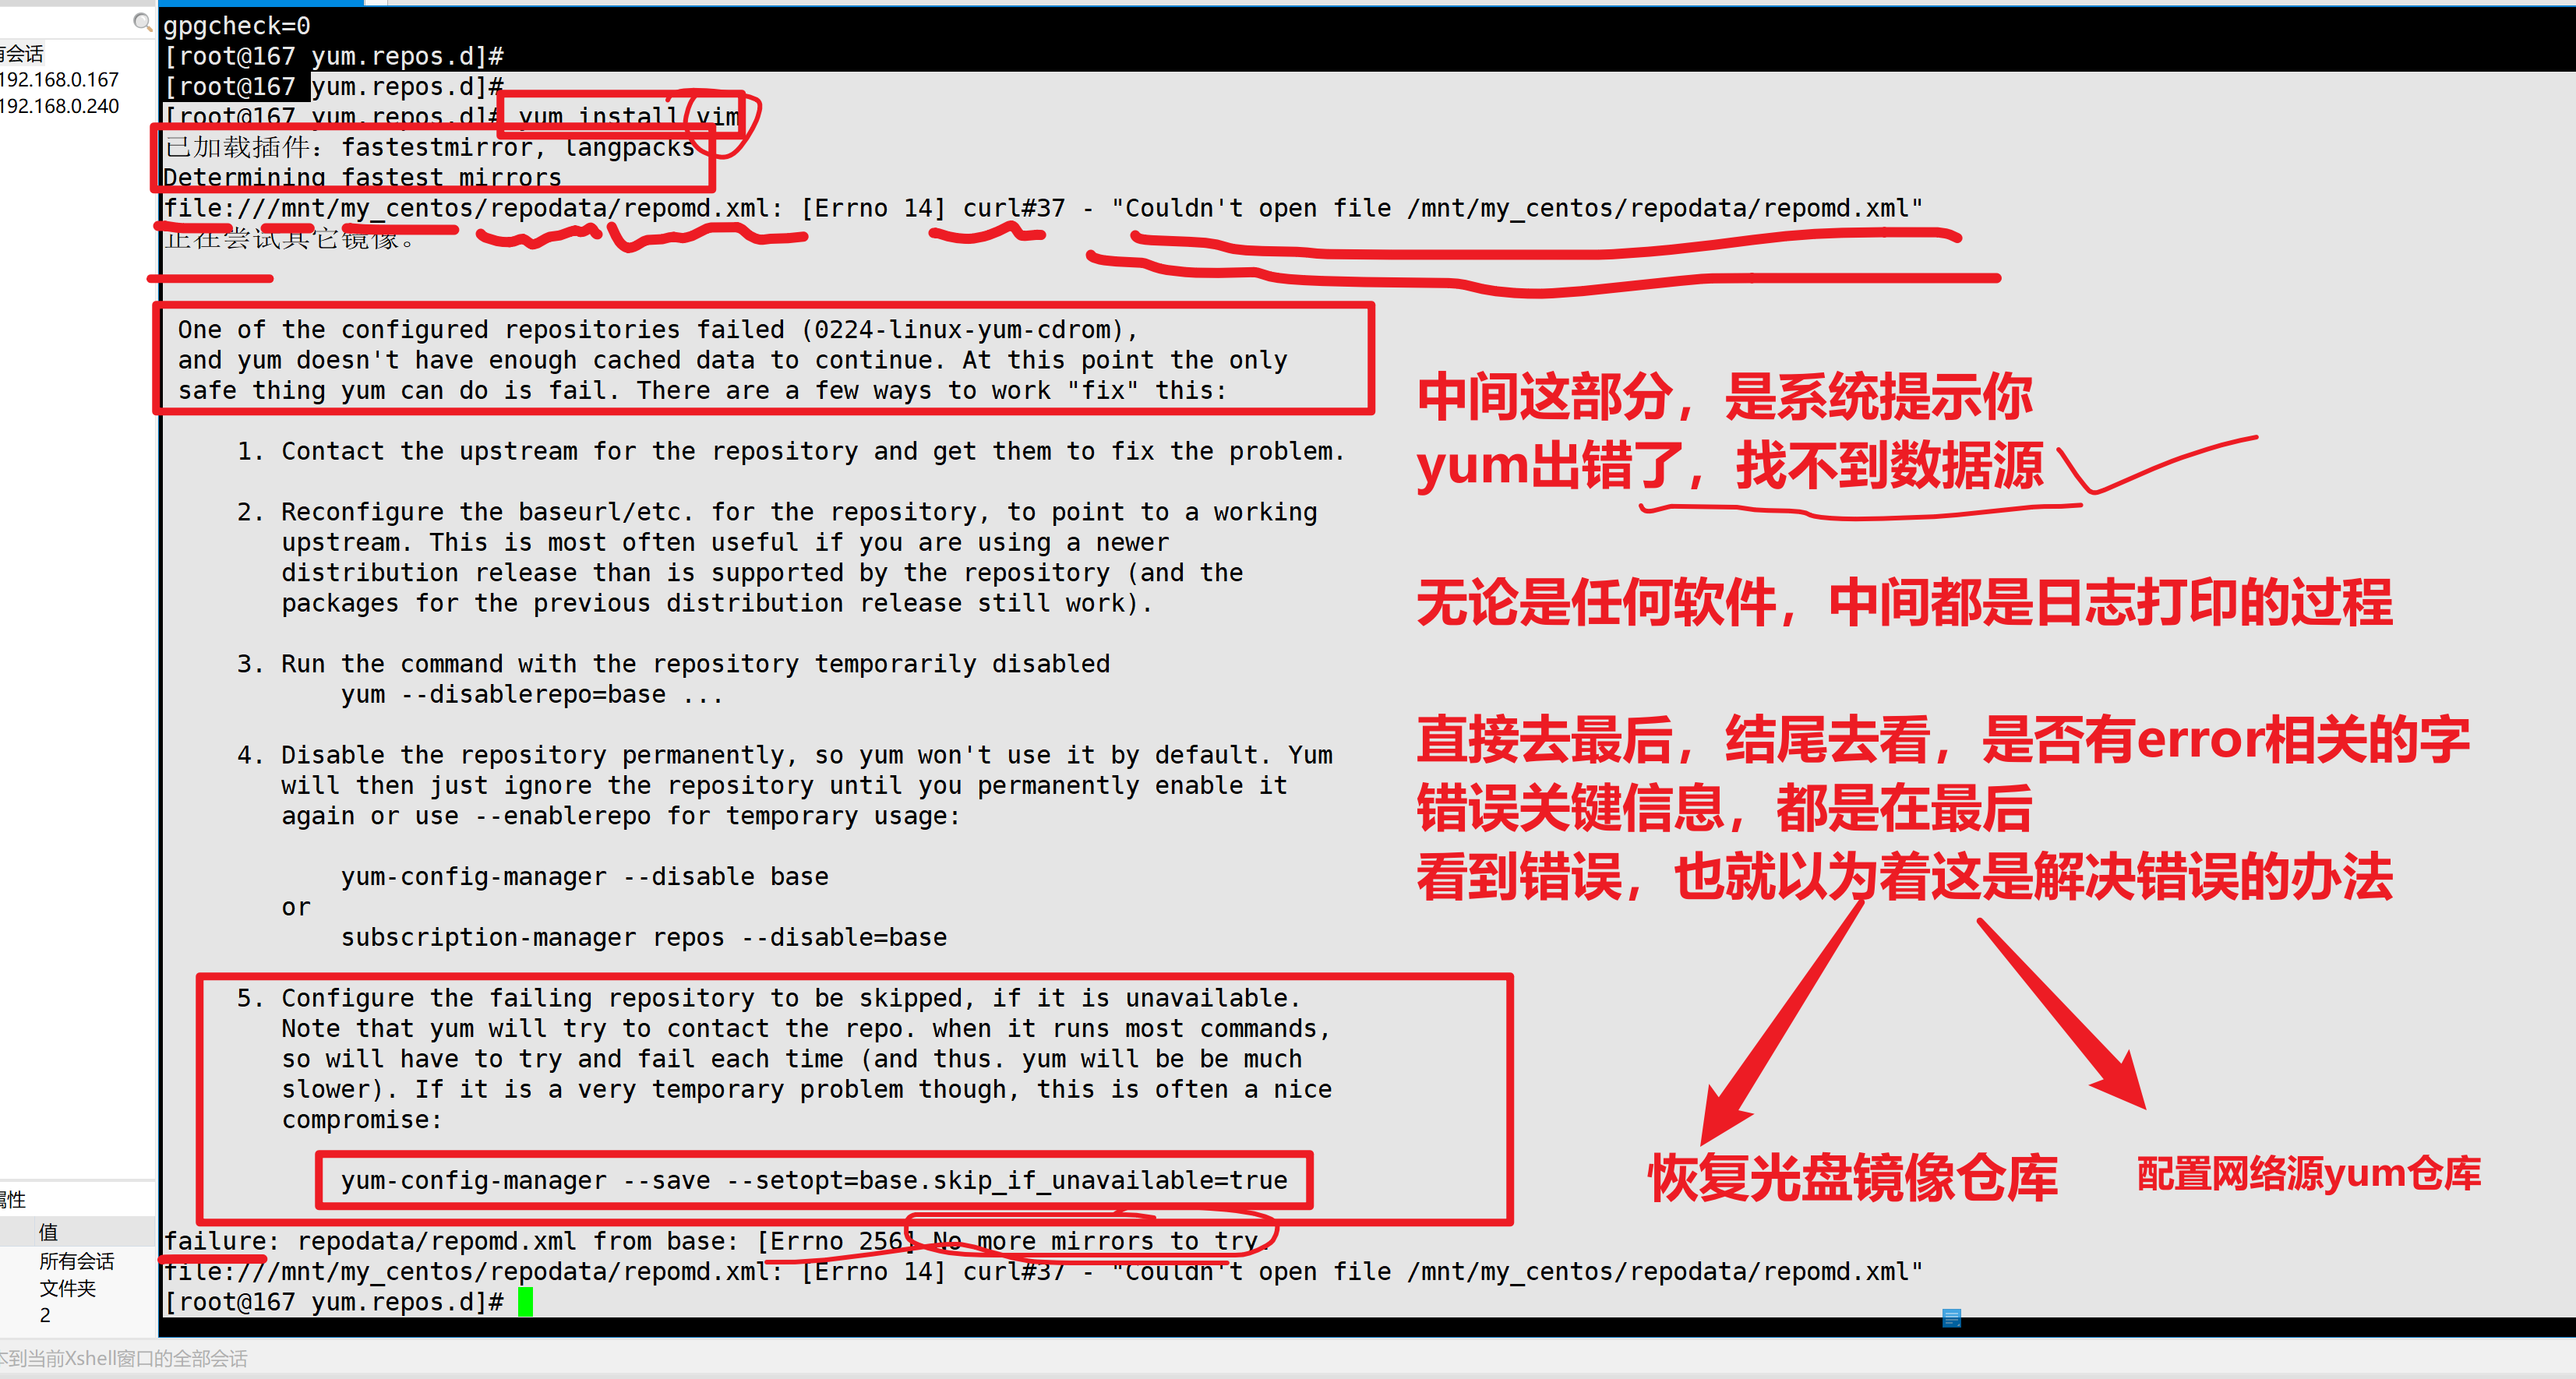 gpgcheck=0
[root@167 yum.repos.d]#
[root@167 yum.repos.d]#
[root@167 yum.repos.d]# yum install vim
已加载插件：fastestmirror, langpacks
Determining fastest mirrors
file:///mnt/my_centos/repodata/repomd.xml: [Errno 14] curl#37 - "Couldn't open file /mnt/my_centos/repodata/repomd.xml"
正在尝试其它镜像。
One of the configured repositories failed (0224-linux-yum-cdrom),
and yum doesn't have enough cached data to continue. At this point the only
safe thing yum can do is fail. There are a few ways to work "fix" this:
1. Contact the upstream for the repository and get them to fix the problem.
2. Reconfigure the baseurl/etc. for the repository, to point to a working
upstream. This is most often useful if you are using a newer
distribution release than is supported by the repository (and the
packages for the previous distribution release still work).
3. Run the command with the repository temporarily disabled
yum --disablerepo=base ...
4. Disable the repository permanently, so yum won't use it by default. Yum
will then just ignore the repository until you permanently enable it
again or use --enablerepo for temporary usage:
yum-config-manager --disable base
or
subscription-manager repos --disable=base
5. Configure the failing repository to be skipped, if it is unavailable.
Note that yum will try to contact the repo. when it runs most commands,
so will have to try and fail each time (and thus. yum will be be much
slower). If it is a very temporary problem though, this is often a nice
compromise:
yum-config-manager --save --setopt=base.skip_if_unavailable=true
failure: repodata/repomd.xml from base: [Errno 256] No more mirrors to try.
file:///mnt/my_centos/repodata/repomd.xml: [Errno 14] curl#37 - "Couldn't open file /mnt/my_centos/repodata/repomd.xml"
[root@167 yum.repos.d]#
中间这部分，是系统提示你
yum出错了，找不到数据源
无论是任何软件，中间都是日志打印的过程
直接去最后，结尾去看，是否有error相关的字
错误关键信息，都是在最后
看到错误，也就以为着这是解决错误的办法
恢复光盘镜像仓库
配置网络源yum仓库
有会话
192.168.0.167
192.168.0.240
属性
值
所有会话
文件夹
2
本到当前Xshell窗口的全部会话